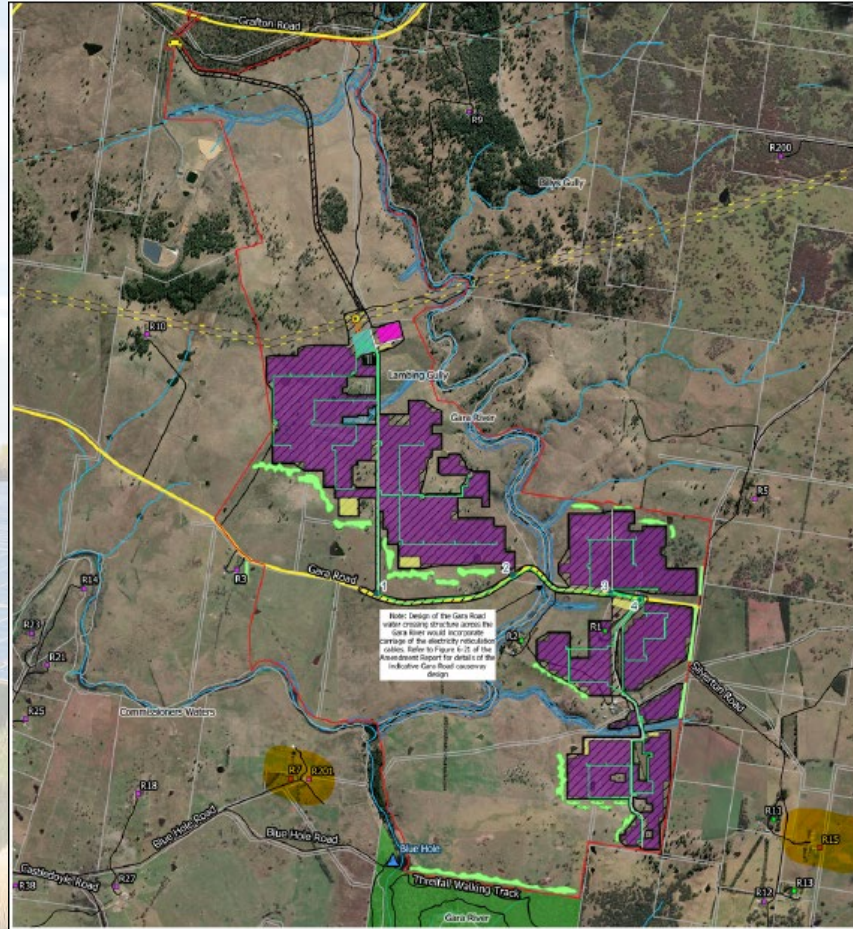 Grafton Road
R9
R200
Bailys Gully
R10
Lambing Gully
Gara River
R5
R14
R3
Gara Road
1
2
3
4
R23
R21
R2
R1
Note: Design of the Gara Road
water crossing structure across the
Gara River would incorporate
carriage of the electricity reticulation
cables. Refer to Figure 6-21 of the
Amendment Report for details of the
indicative Gara Road causeway
design
Silverton Road
R25
Commissioners Waters
R7
R201
R18
Blue Hole Road
Blue Hole Road
Blue Hole
R11
R15
Castledoyle Road
R38
R27
Threlfall Walking Track
R12
R13
Gara River